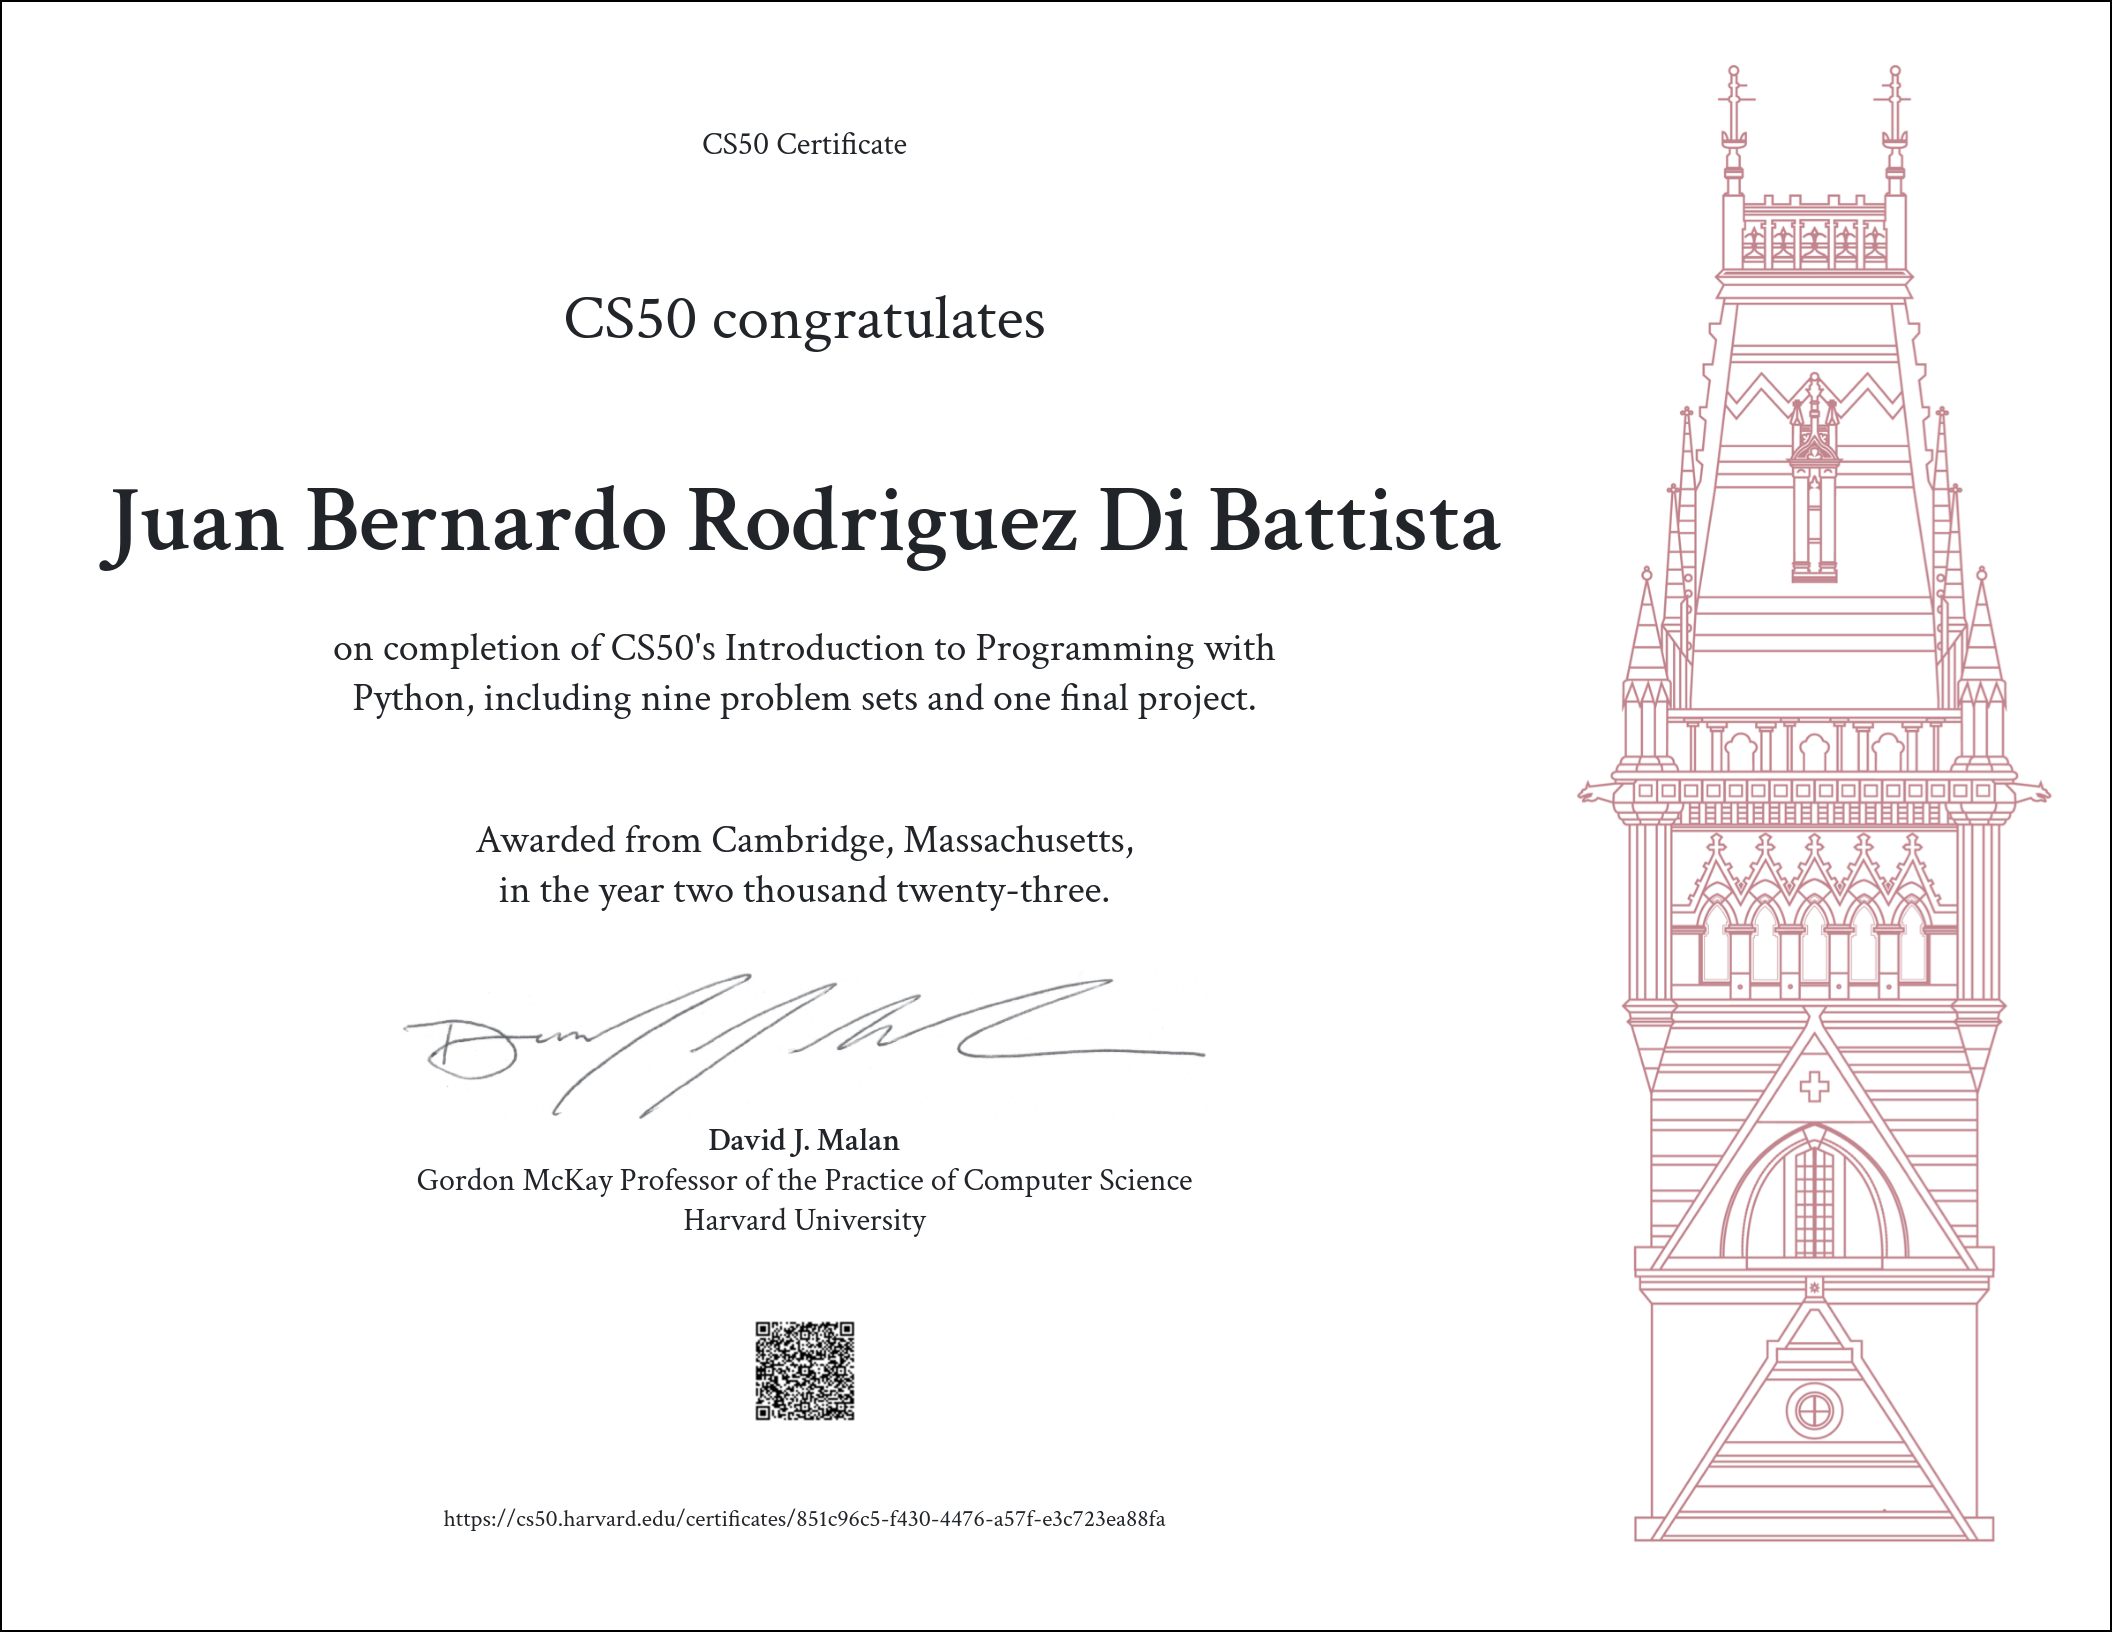 CS50 Certificate
CS50 congratulates
Juan Bernardo Rodriguez Di Battista
on completion of CS50's Introduction to Programming with
Python, including nine problem sets and one final project.
Awarded from Cambridge, Massachusetts,
in the year two thousand twenty-three.
David J. Malan
Gordon McKay Professor of the Practice of Computer Science
Harvard University
https://cs50.harvard.edu/certificates/851c96c5-f430-4476-a57f-e3c723ea88fa